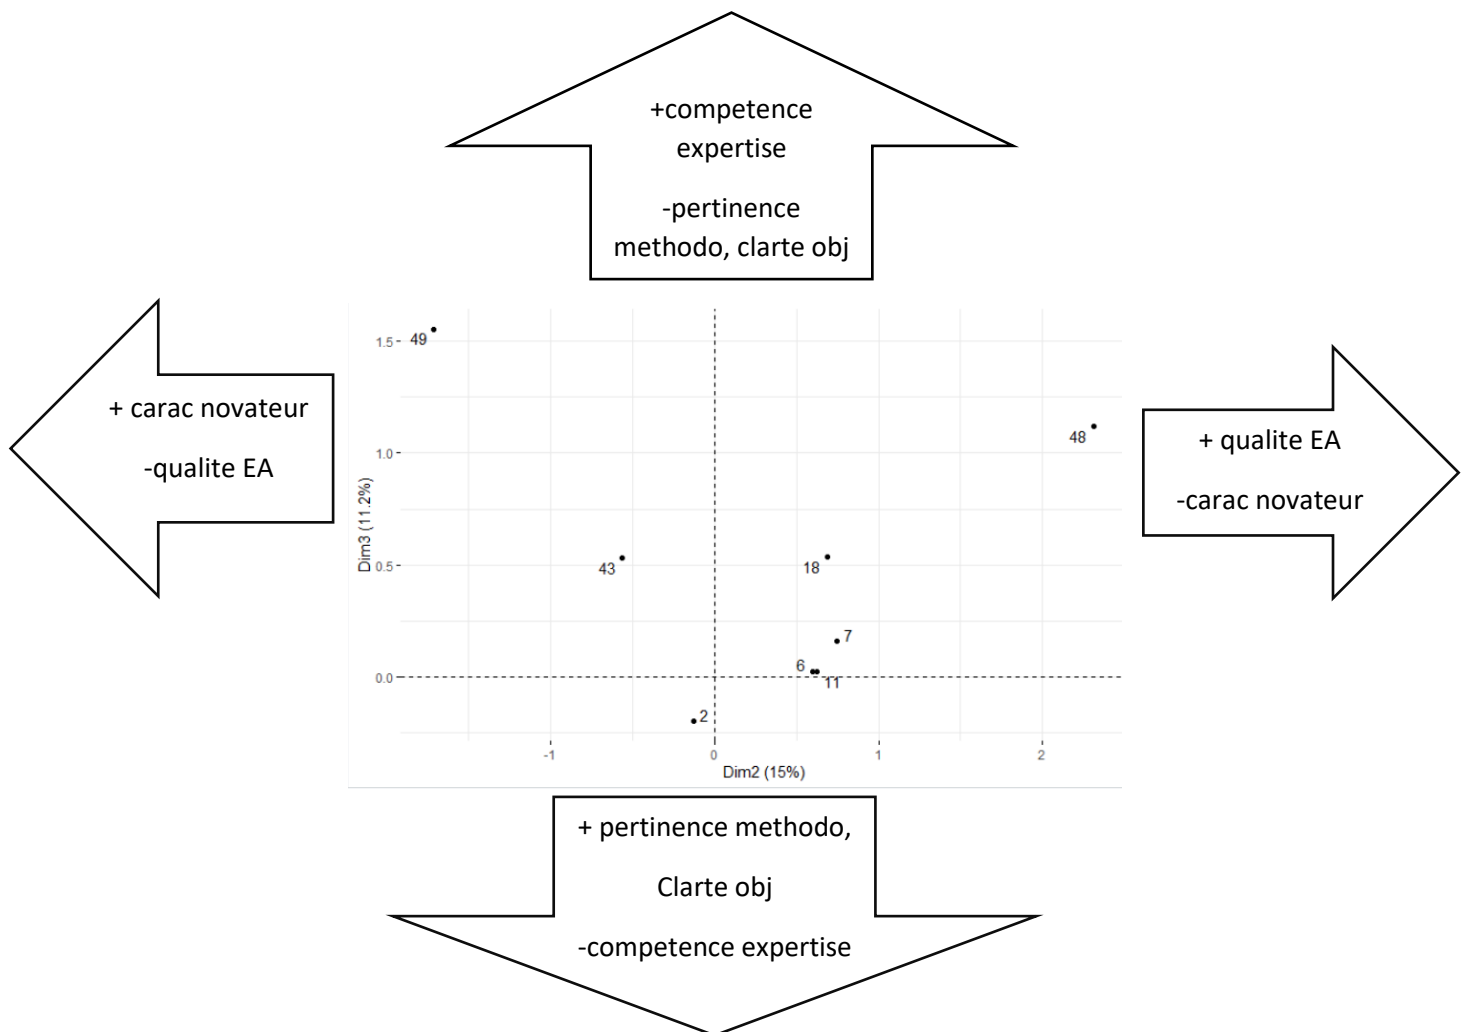 +competence
expertise
-pertinence
methodo, clarte obj
+ carac novateur
-qualite EA
+ qualite EA
-carac novateur
Dim3 (11.2%)
1.5
1.0
0.5
0.0
49
48
43
18
7
6
11
2
-1
0
1
2
Dim2 (15%)
+ pertinence methodo,
Clarte obj
-competence expertise